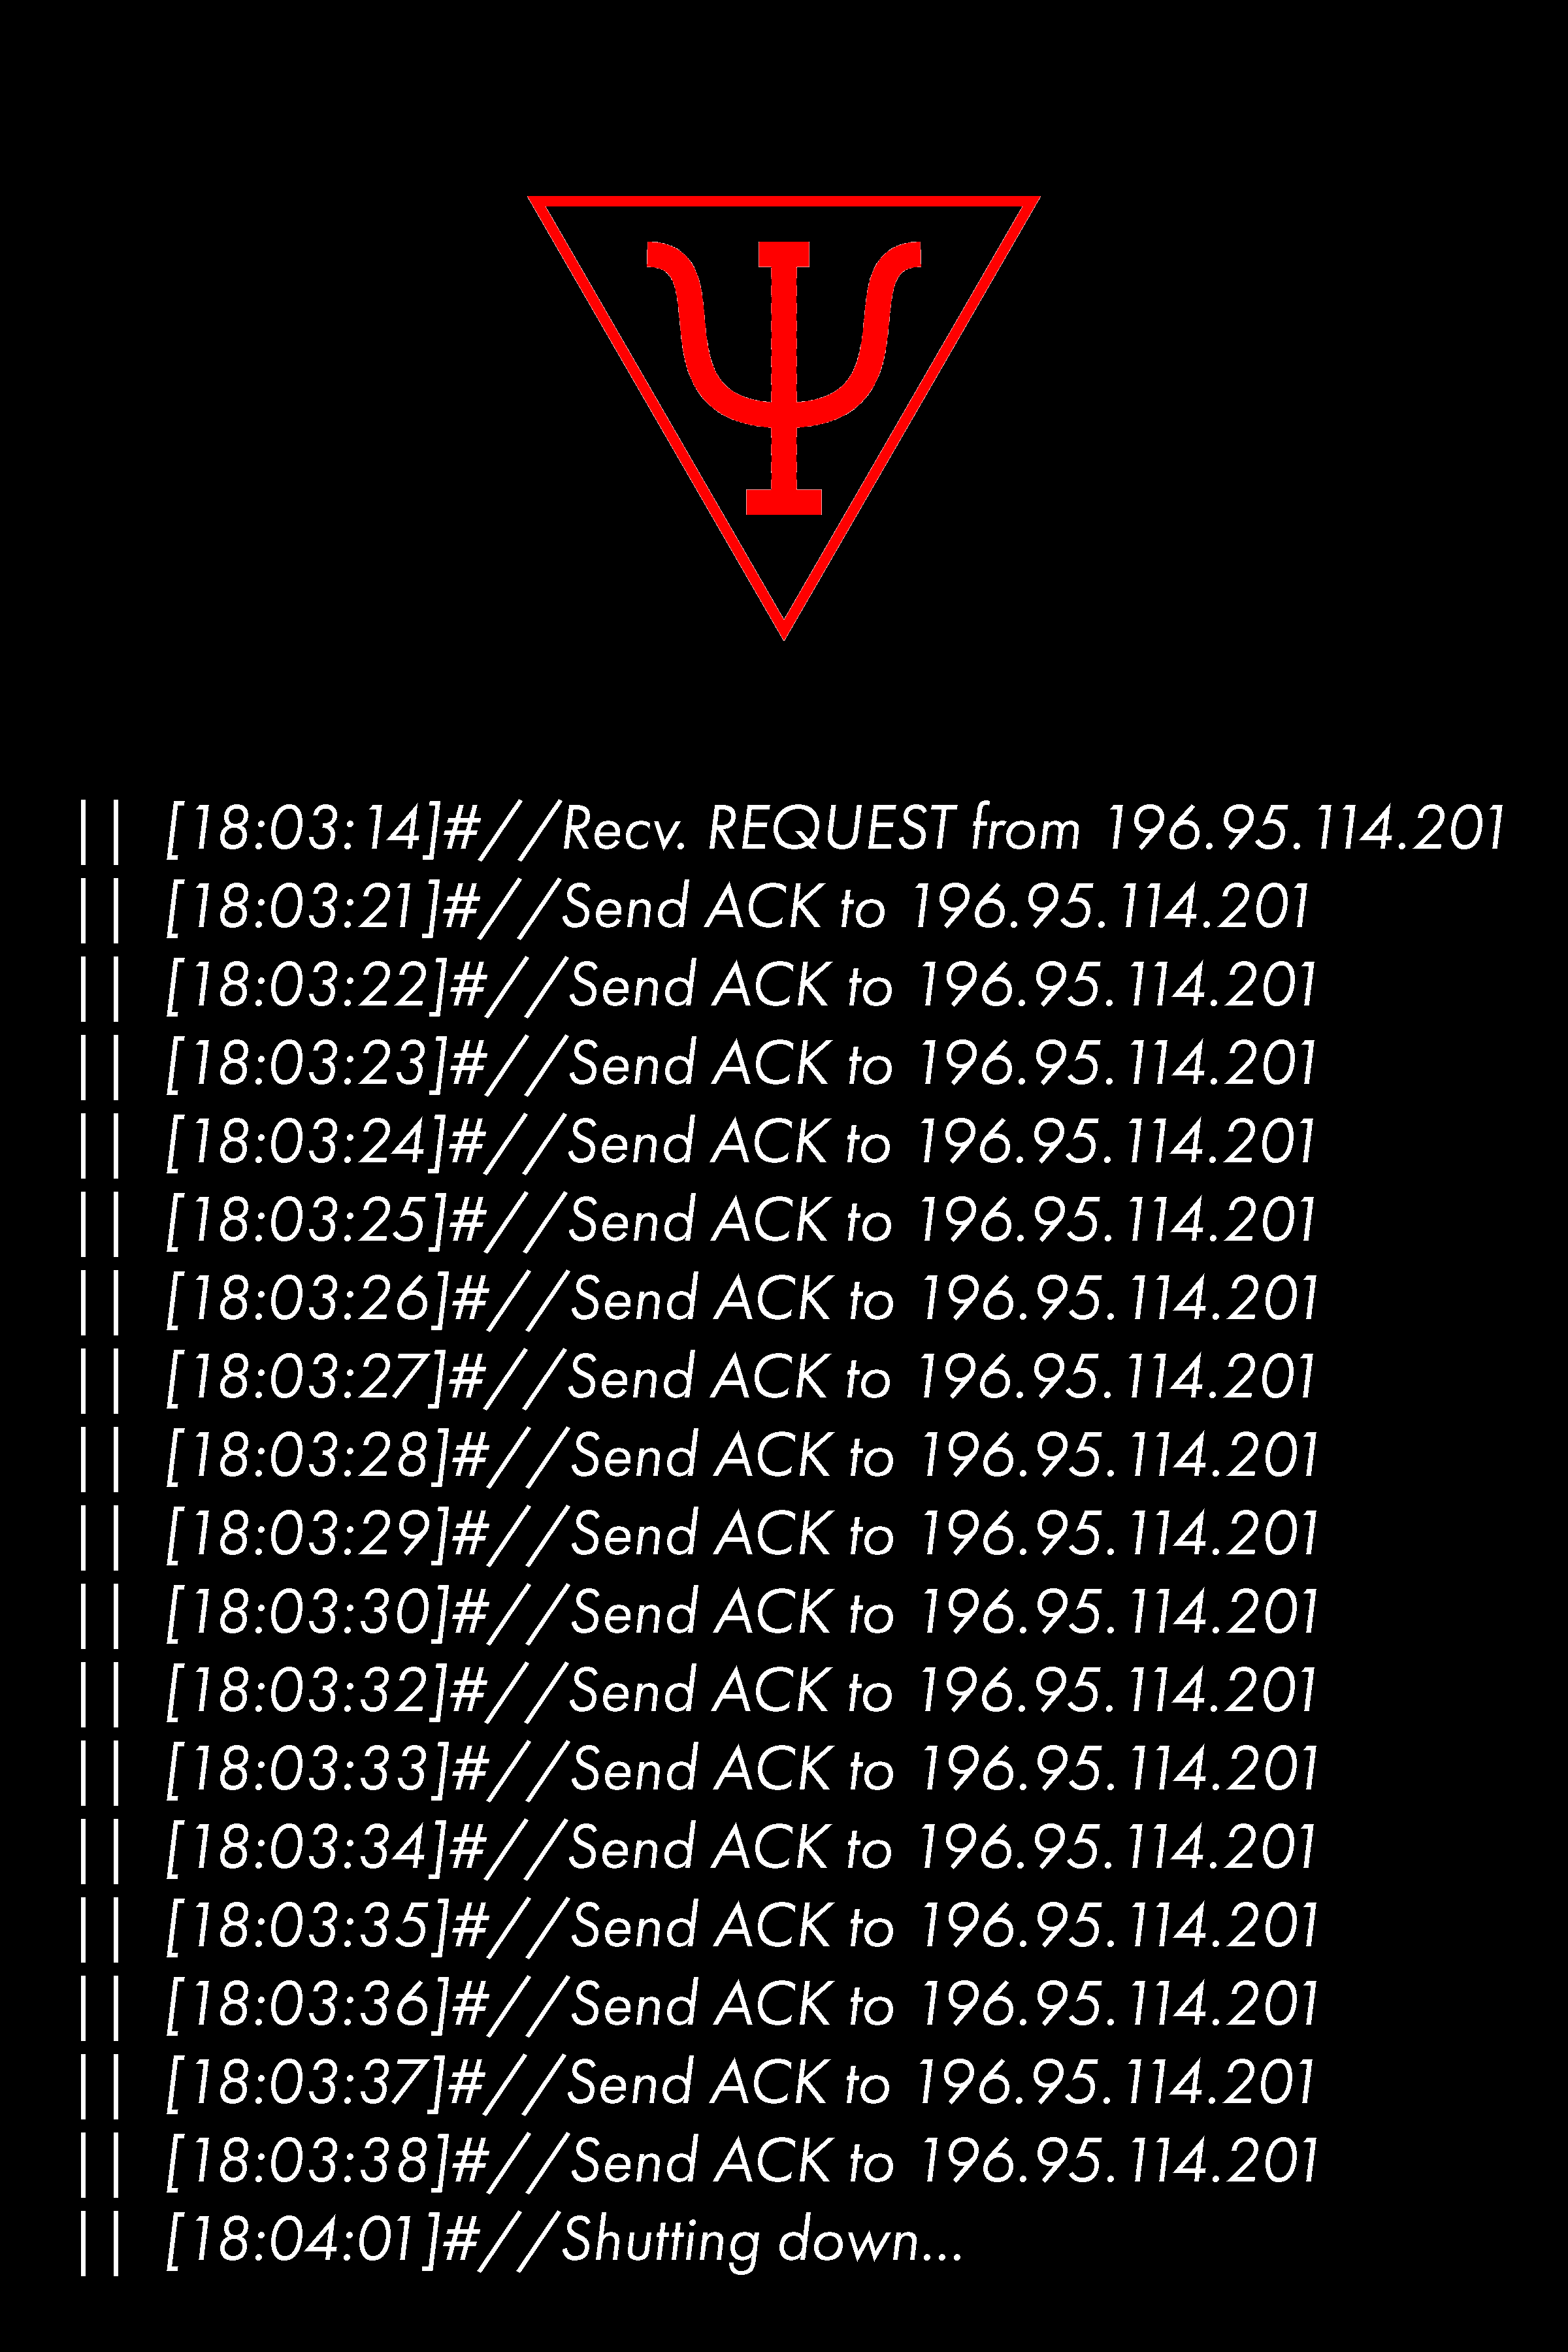 Ψ
|| [18:03:14]#//Recv. REQUEST from 196.95.114.201
|| [18:03:21]#//Send ACK to 196.95.114.201
|| [18:03:22]#//Send ACK to 196.95.114.201
|| [18:03:23]#//Send ACK to 196.95.114.201
|| [18:03:24]#//Send ACK to 196.95.114.201
|| [18:03:25]#//Send ACK to 196.95.114.201
|| [18:03:26]#//Send ACK to 196.95.114.201
|| [18:03:27]#//Send ACK to 196.95.114.201
|| [18:03:28]#//Send ACK to 196.95.114.201
|| [18:03:29]#//Send ACK to 196.95.114.201
|| [18:03:30]#//Send ACK to 196.95.114.201
|| [18:03:32]#//Send ACK to 196.95.114.201
|| [18:03:33]#//Send ACK to 196.95.114.201
|| [18:03:34]#//Send ACK to 196.95.114.201
|| [18:03:35]#//Send ACK to 196.95.114.201
|| [18:03:36]#//Send ACK to 196.95.114.201
|| [18:03:37]#//Send ACK to 196.95.114.201
|| [18:03:38]#//Send ACK to 196.95.114.201
|| [18:04:01]#//Shutting down...